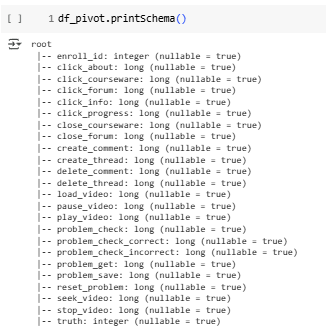 [ ] 1 df_pivot.printSchema()
root
|-- enroll_id: integer (nullable = true)
|-- click_about: long (nullable = true)
|-- click_courseware: long (nullable = true)
|-- click_forum: long (nullable = true)
|-- click_info: long (nullable = true)
|-- click_progress: long (nullable = true)
|-- close_courseware: long (nullable = true)
|-- close_forum: long (nullable = true)
|-- create_comment: long (nullable = true)
|-- create_thread: long (nullable = true)
|-- delete_comment: long (nullable = true)
|-- delete_thread: long (nullable = true)
|-- load_video: long (nullable = true)
|-- pause_video: long (nullable = true)
|-- play_video: long (nullable = true)
|-- problem_check: long (nullable = true)
|-- problem_check_correct: long (nullable = true)
|-- problem_check_incorrect: long (nullable = true)
|-- problem_get: long (nullable = true)
|-- problem_save: long (nullable = true)
|-- reset_problem: long (nullable = true)
|-- seek_video: long (nullable = true)
|-- stop_video: long (nullable = true)
|-- truth: integer (nullable = true)